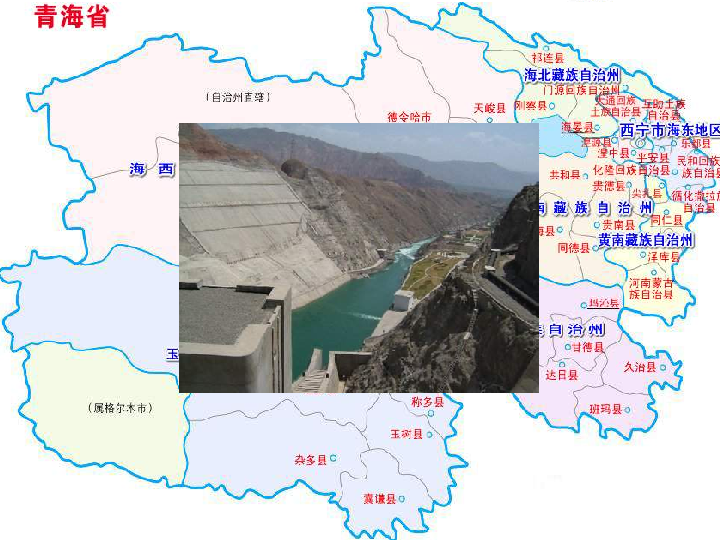 青海省
祁连县
海北藏族自治州
门源回族自治县
(自治州直辖)
天峻县
刚察县
大通回族
土族自治县
互助土族
自治县
德令哈市
海晏县
西宁市海东地区
湟源县
湟中县
乐都县
平安县
民和回族
土族自治县
海 西
共和县
化隆回族自治县
贵德县
尖扎县
循化撒拉族
自治县
南 藏 族 自 治 州
同仁县
贵南县
海县
黄南藏族自治州
同德县
泽库县
河南蒙古
族自治县
玛沁县
自治州
玉
甘德县
达日县
久治县
班玛县
(属格尔木市)
称多县
玉树县
杂多县
囊谦县